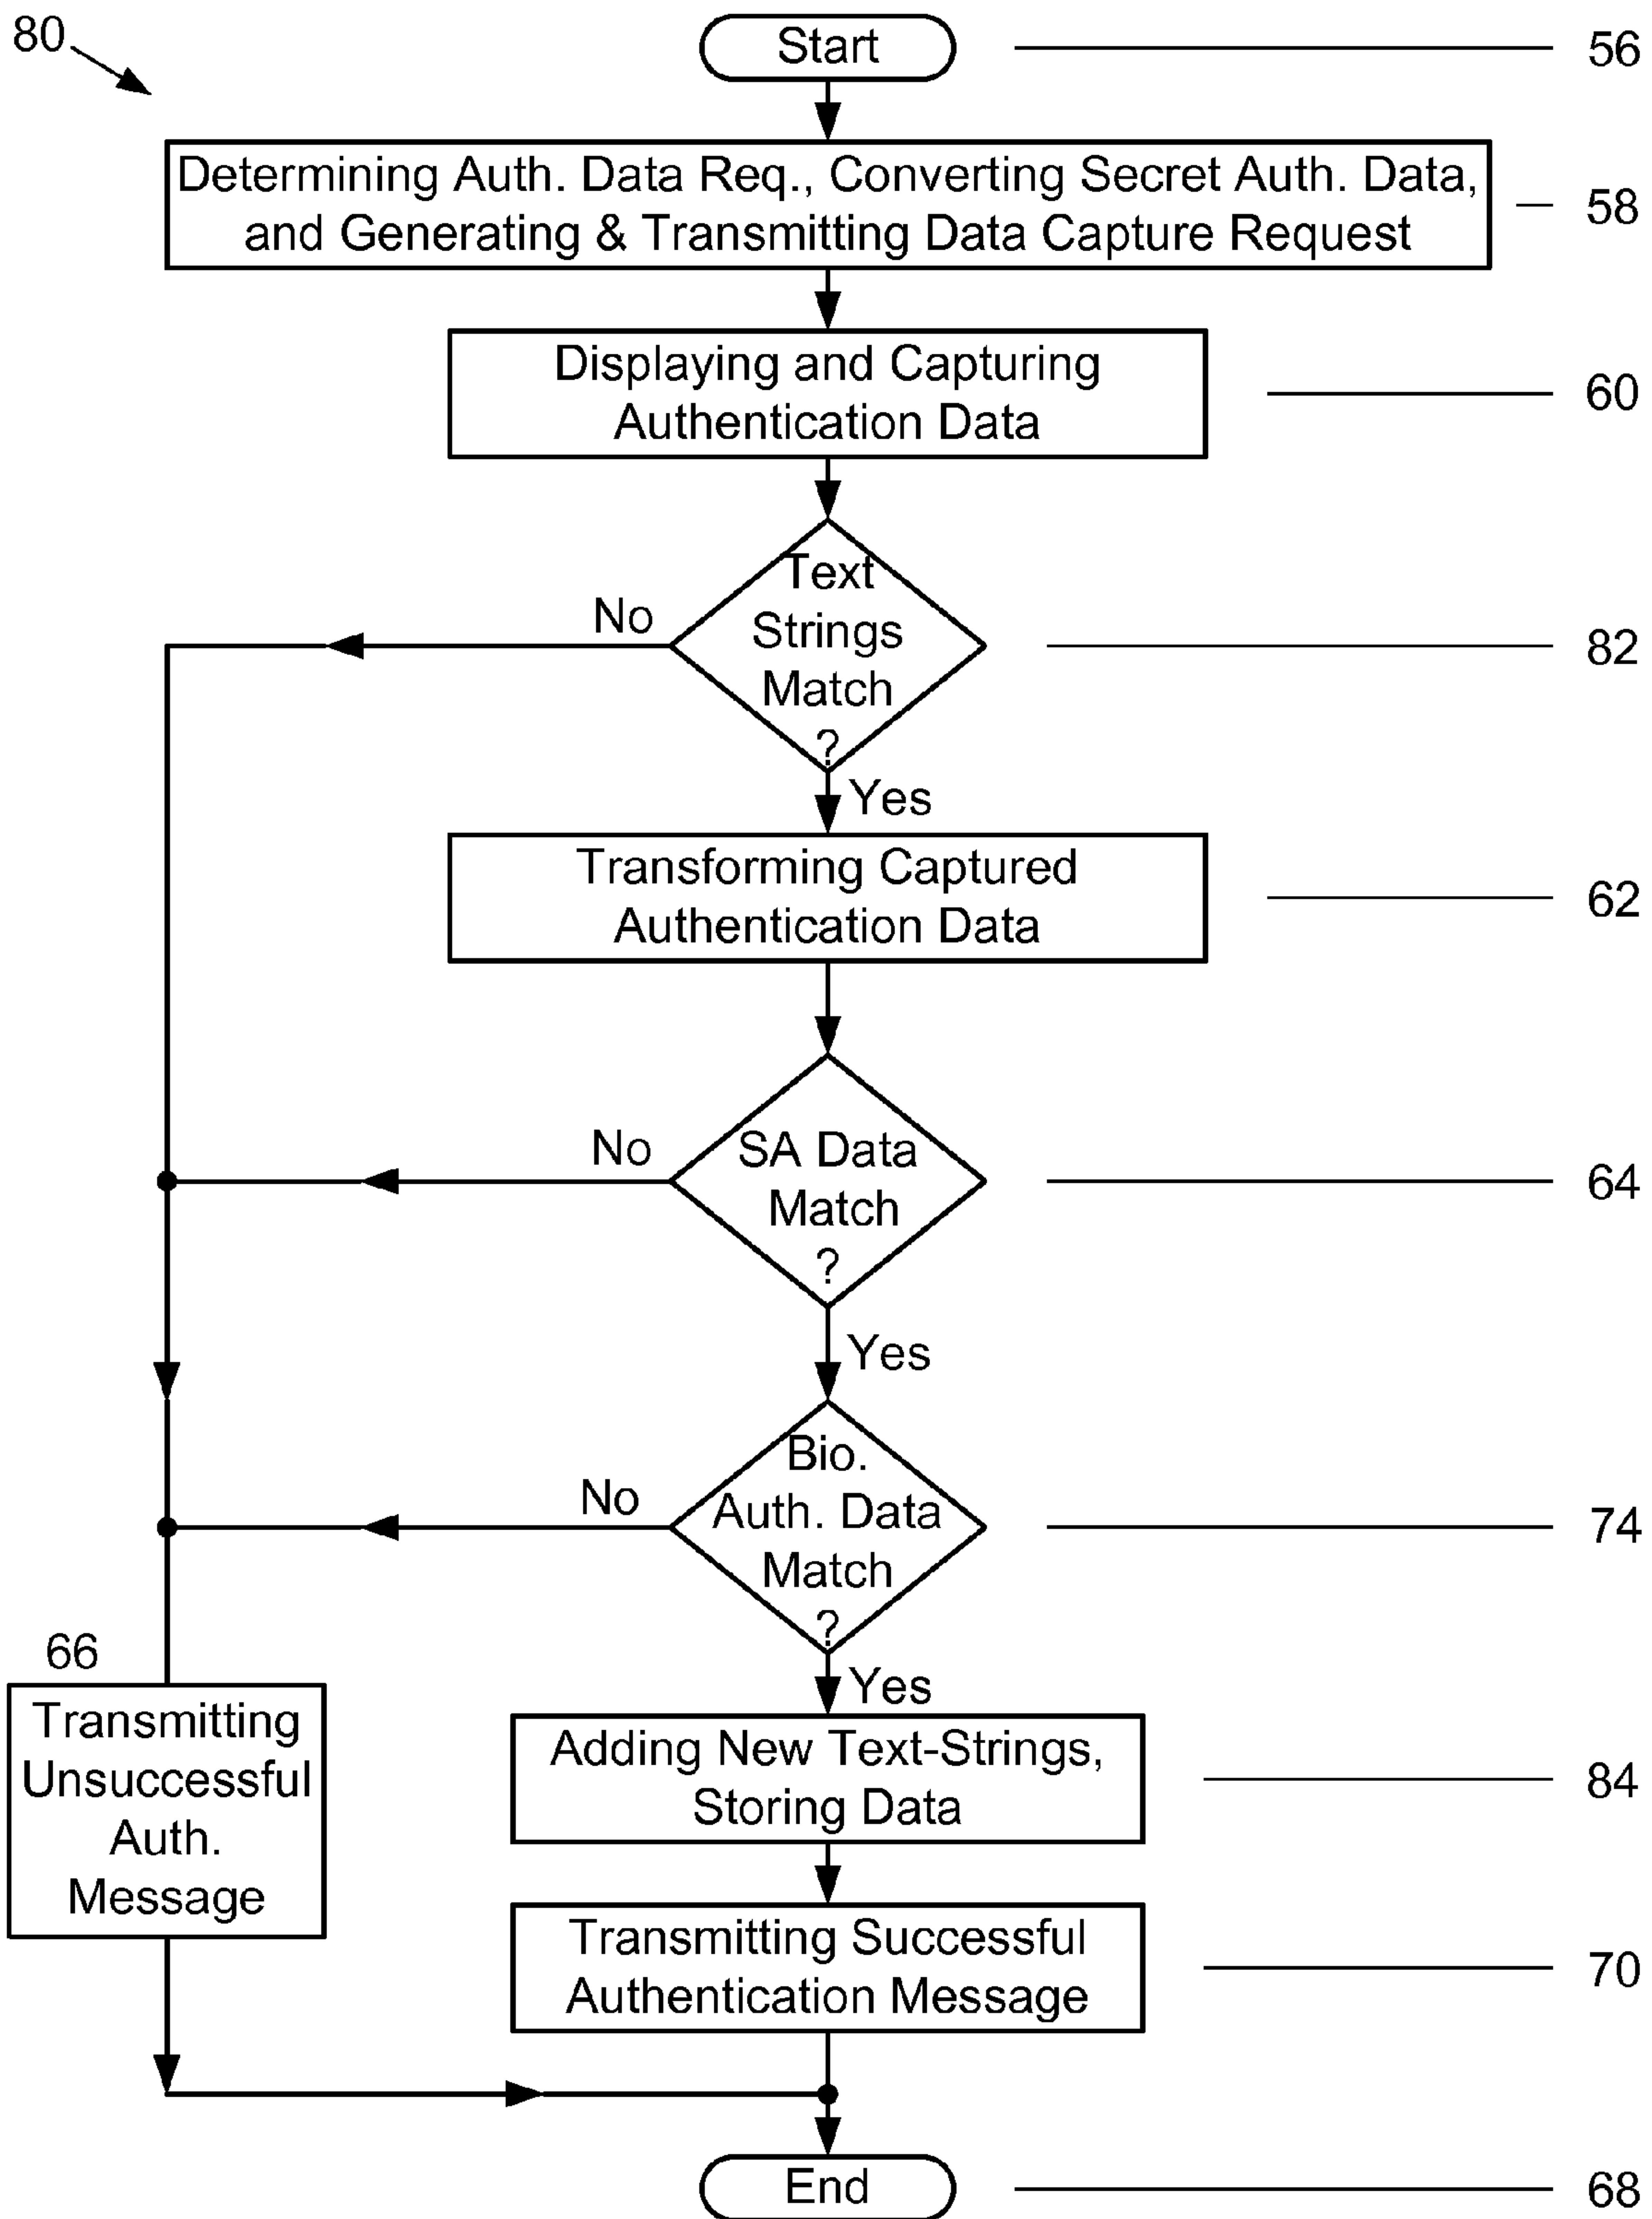 80
Start
56
Determining Auth. Data Req., Converting Secret Auth. Data,
and Generating & Transmitting Data Capture Request
58
Displaying and Capturing
Authentication Data
60
Text
Strings
Match
?
No
82
Yes
Transforming Captured
Authentication Data
62
SA Data
Match
?
No
64
Yes
Bio.
Auth. Data
Match
?
No
74
Yes
66
Transmitting
Unsuccessful
Auth.
Message
Adding New Text-Strings,
Storing Data
84
Transmitting Successful
Authentication Message
70
End
68